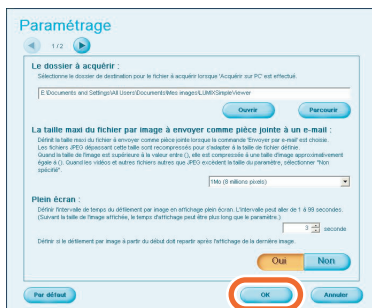 Paramétrage
1/2
Le dossier à acquérir :
Sélectionne le dossier de destination pour le fichier à acquérir lorsque 'Acquérir sur PC' est effectué.
E:\Documents and Settings\All Users\Documents\Mes images\LUMIXSimpleViewer
Ouvrir Parcourir
La taille maxi du fichier par image à envoyer comme pièce jointe à un e-mail :
Définit la taille maxi du fichier à envoyer comme pièce jointe lorsque la commande 'Envoyer par e-mail' est choisie.
Les fichiers JPEG dépassant cette taille sont recompressés pour s'adapter à la taille de fichier définie.
Quand la taille de l'image est supérieure à la valeur entre (), elle est compressée à une taille d'image approximativement
égale à (). Quand les vidéos et autres fichiers autres que JPEG excèdent la taille du paramètre, sélectionner "Non
spécifié".
1Mo (8 millions pixels)
Plein écran :
Définir l'intervale de temps du défilement par image en affichage plein écran. L'intervale peut aller de 1 à 99 secondes.
(Suivant la taille de l'image affichée, le temps d'affichage peut être plus long que le paramètre.)
3 seconde
Définir si le défilement par image à partir du début doit repartir après l'affichage de la dernière image.
Oui Non
Par défaut OK Annuler